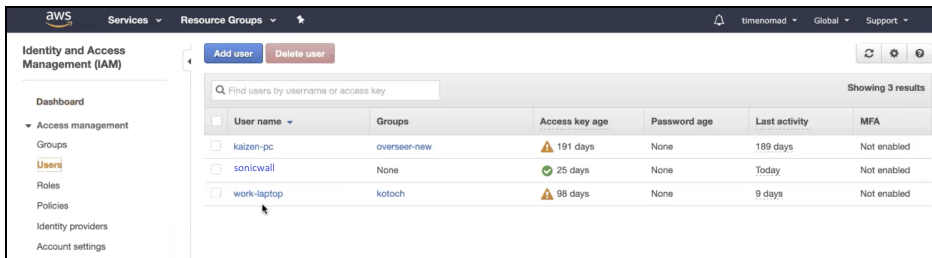 aws Services Resource Groups timenomad Global Support
Identity and Access
Management (IAM)
Add user Delete user
Find users by username or access key
Showing 3 results
Dashboard
Access management
Groups
Users
Roles
Policies
Identity providers
Account settings
User name Groups Access key age Password age Last activity MFA
kaizen-pc overseer-new 191 days None 189 days Not enabled
sonicwall None 25 days None Today Not enabled
work-laptop kotoch 98 days None 9 days Not enabled